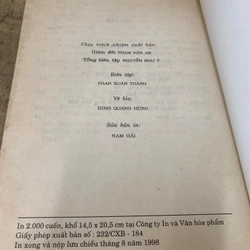 Chịu trách nhiệm xuất bản:
Giám đốc PHẠM VĂN AN
Tổng biên tập NGUYỄN NHƯ Ý
Biên tập:
PHAN XUÂN THÀNH
Vẽ bìa:
ĐINH QUANG HÙNG
Sửa bản in:
NAM HẢI
In 2.000 cuốn, khổ 14,5 x 20,5 cm tại Công ty In và Văn hóa phẩm
Giấy phép xuất bản số : 232/CXB - 184
In xong và nộp lưu chiểu tháng 8 năm 1998